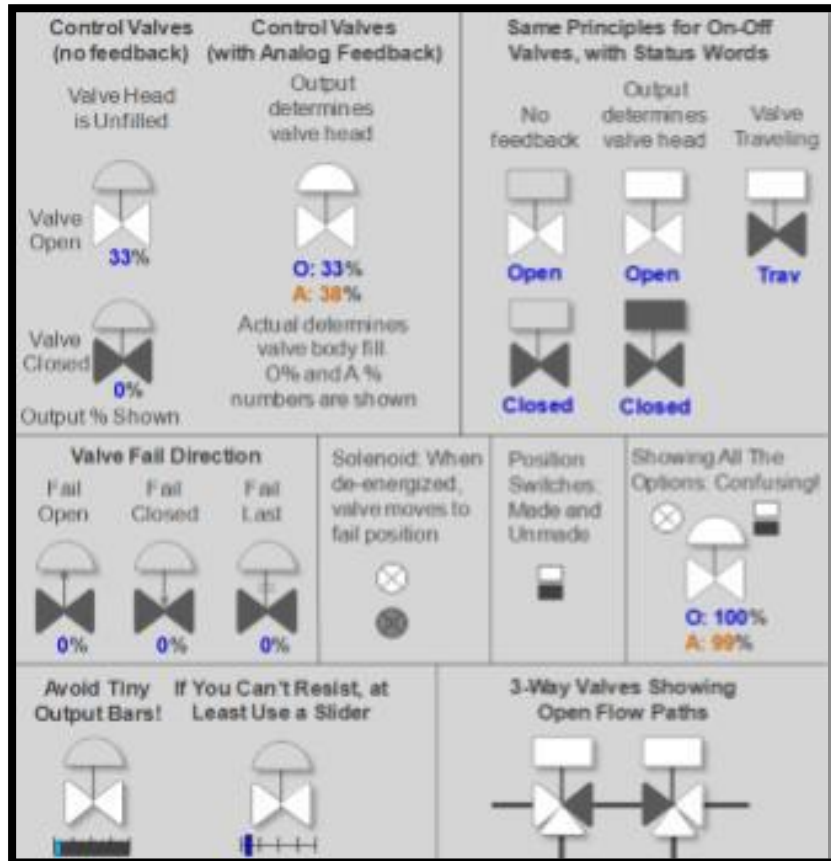 Control Valves
(no feedback)
Control Valves
(with Analog Feedback)
Valve Head
is Unfilled
Output
determines
valve head
Valve
Open
33%
O: 33%
A: 38%
Valve
Closed
0%
Output % Shown
Actual determines
valve body fill
O% and A %
numbers are shown
Same Principles for On-Off
Valves, with Status Words
No
feedback
Output
determines
valve head
Valve
Traveling
Open
Open
Trav
Closed
Closed
Valve Fail Direction
Fail
Open
Fail
Closed
Fail
Last
0%
0%
0%
Solenoid: When
de-energized,
valve moves to
fail position
Position
Switches:
Made and
Unmade
Showing All The
Options: Confusing!
O: 100%
A: 99%
Avoid Tiny
Output Bars!
If You Can't Resist, at
Least Use a Slider
3-Way Valves Showing
Open Flow Paths